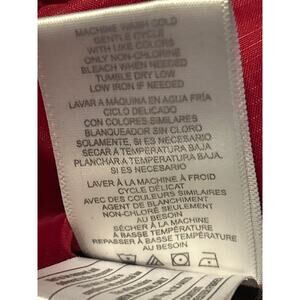 MACHINE WASH COLD
GENTLE CYCLE
WITH LIKE COLORS
ONLY NON-CHLORINE
BLEACH WHEN NEEDED
TUMBLE DRY LOW
LOW IRON IF NEEDED
LAVAR A MÁQUINA EN AGUA FRÍA
CICLO DELICADO
CON COLORES SIMILARES
BLANQUEADOR SIN CLORO
SOLAMENTE, SI ES NECESARIO
SECAR A TEMPERATURA BAJA
PLANCHAR A TEMPERATURA BAJA,
SI ES NECESARIO
LAVER À LA MACHINE À FROID
CYCLE DÉLICAT
AVEC DES COULEURS SIMILAIRES
AGENT DE BLANCHIMENT
NON-CHLORÉ SEULEMENT
AU BESOIN
SÉCHER À LA MACHINE
À BASSE TEMPÉRATURE
REPASSER À BASSE TEMPÉRATURE
AU BESOIN